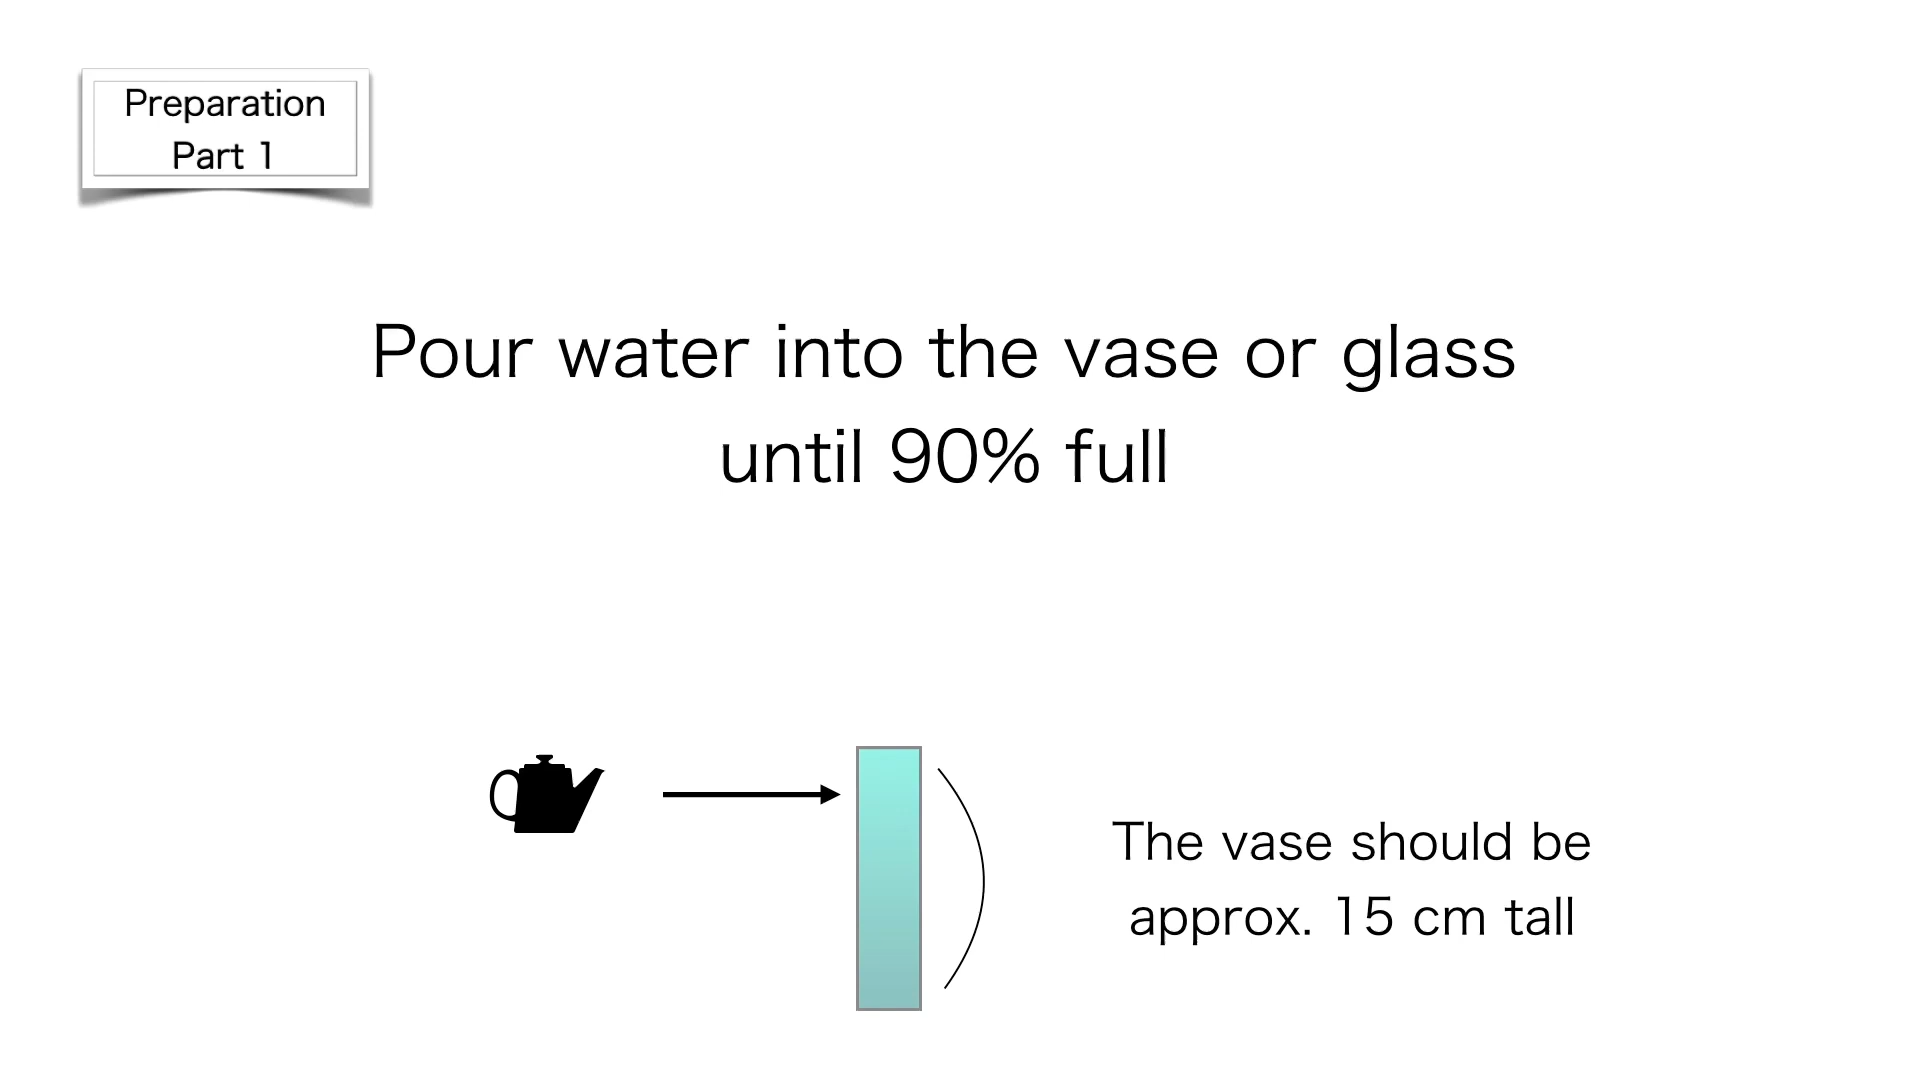 Preparation
Part 1
Pour water into the vase or glass
until 90% full
The vase should be
approx. 15 cm tall